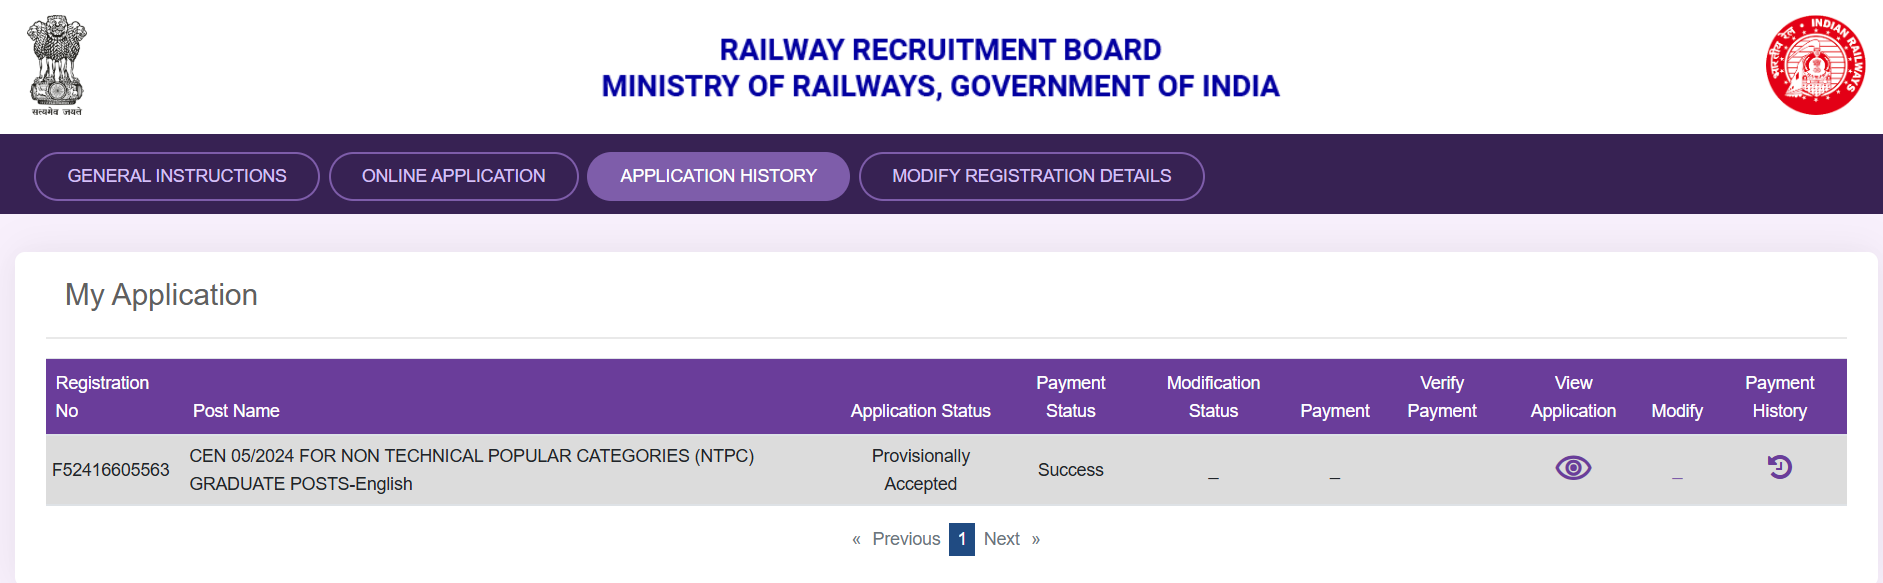 RAILWAY RECRUITMENT BOARD
MINISTRY OF RAILWAYS, GOVERNMENT OF INDIA
सत्यमेव जयते
भारतीय रेल INDIAN RAILWAYS
GENERAL INSTRUCTIONS ONLINE APPLICATION APPLICATION HISTORY MODIFY REGISTRATION DETAILS
My Application
Registration No Post Name Application Status Payment Status Modification Status Payment Verify Payment View Application Modify Payment History
F52416605563 CEN 05/2024 FOR NON TECHNICAL POPULAR CATEGORIES (NTPC) GRADUATE POSTS-English Provisionally Accepted Success _ _ _
« Previous 1 Next »